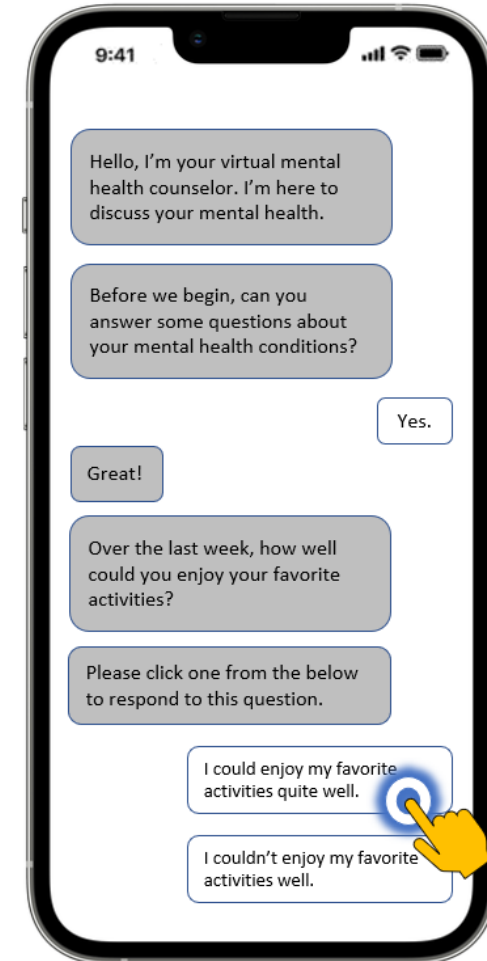 9:41
Hello, I'm your virtual mental
health counselor. I'm here to
discuss your mental health.
Before we begin, can you
answer some questions about
your mental health conditions?
Yes.
Great!
Over the last week, how well
could you enjoy your favorite
activities?
Please click one from the below
to respond to this question.
I could enjoy my favorite
activities quite well.
I couldn't enjoy my favorite
activities well.